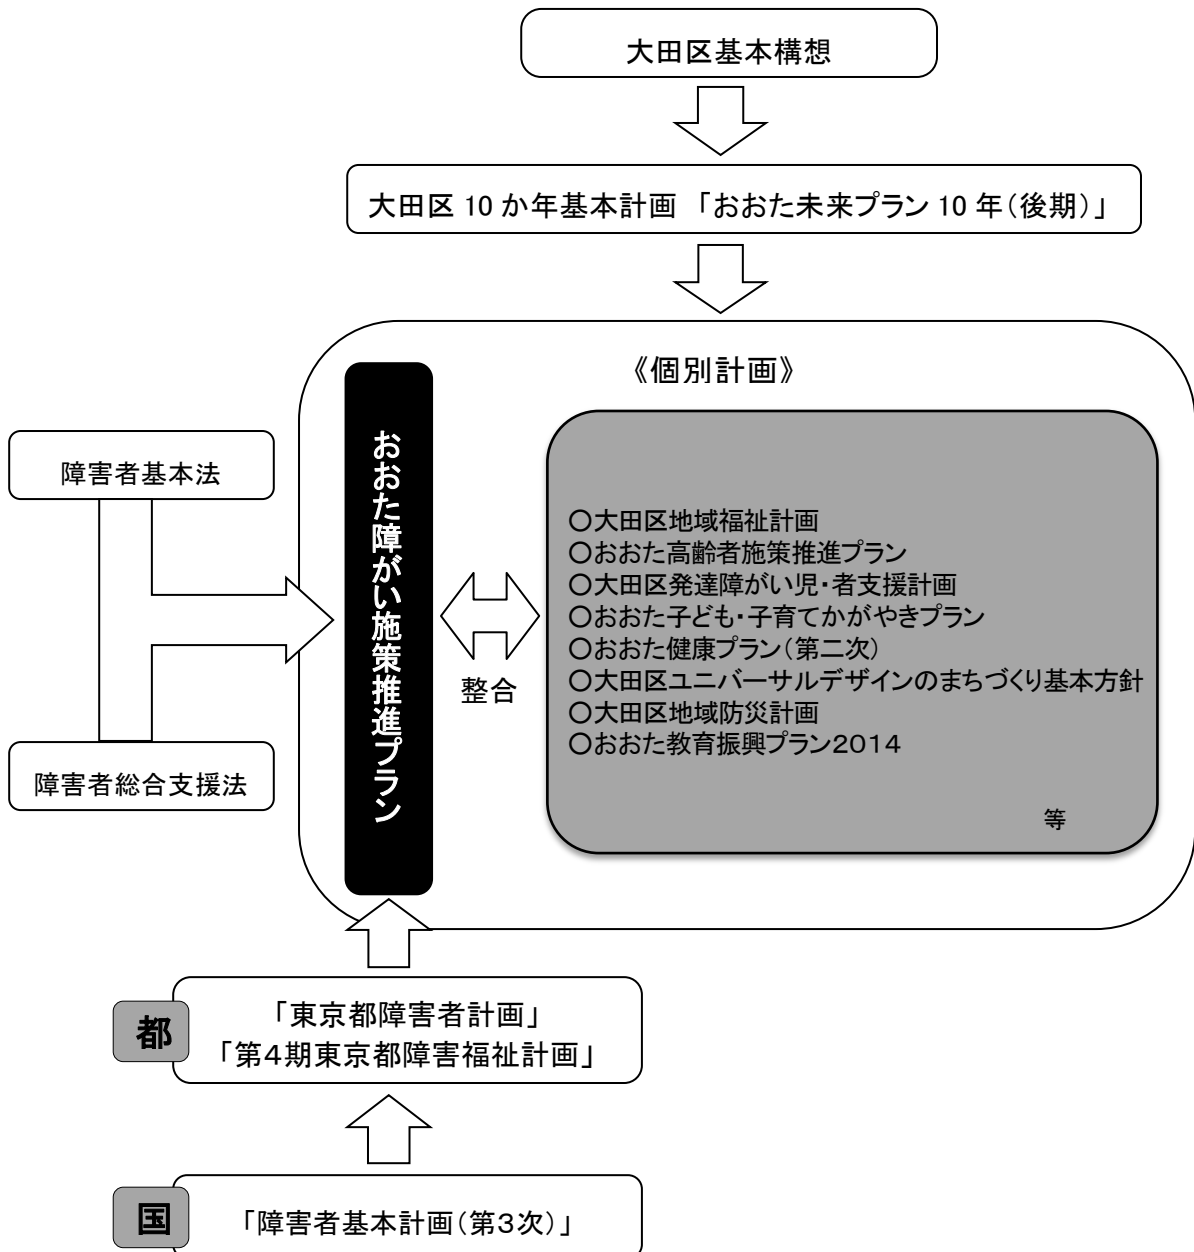 大田区基本構想
大田区 10 か年基本計画 「おおた未来プラン 10 年(後期)」
《個別計画》
障害者基本法
障害者総合支援法
おおた障がい施策推進プラン
整合
○大田区地域福祉計画
○おおた高齢者施策推進プラン
○大田区発達障がい児・者支援計画
○おおた子ども・子育てかがやきプラン
○おおた健康プラン(第二次)
○大田区ユニバーサルデザインのまちづくり基本方針
○大田区地域防災計画
○おおた教育振興プラン2014
等
都
「東京都障害者計画」
「第4期東京都障害福祉計画」
国
「障害者基本計画(第3次)」